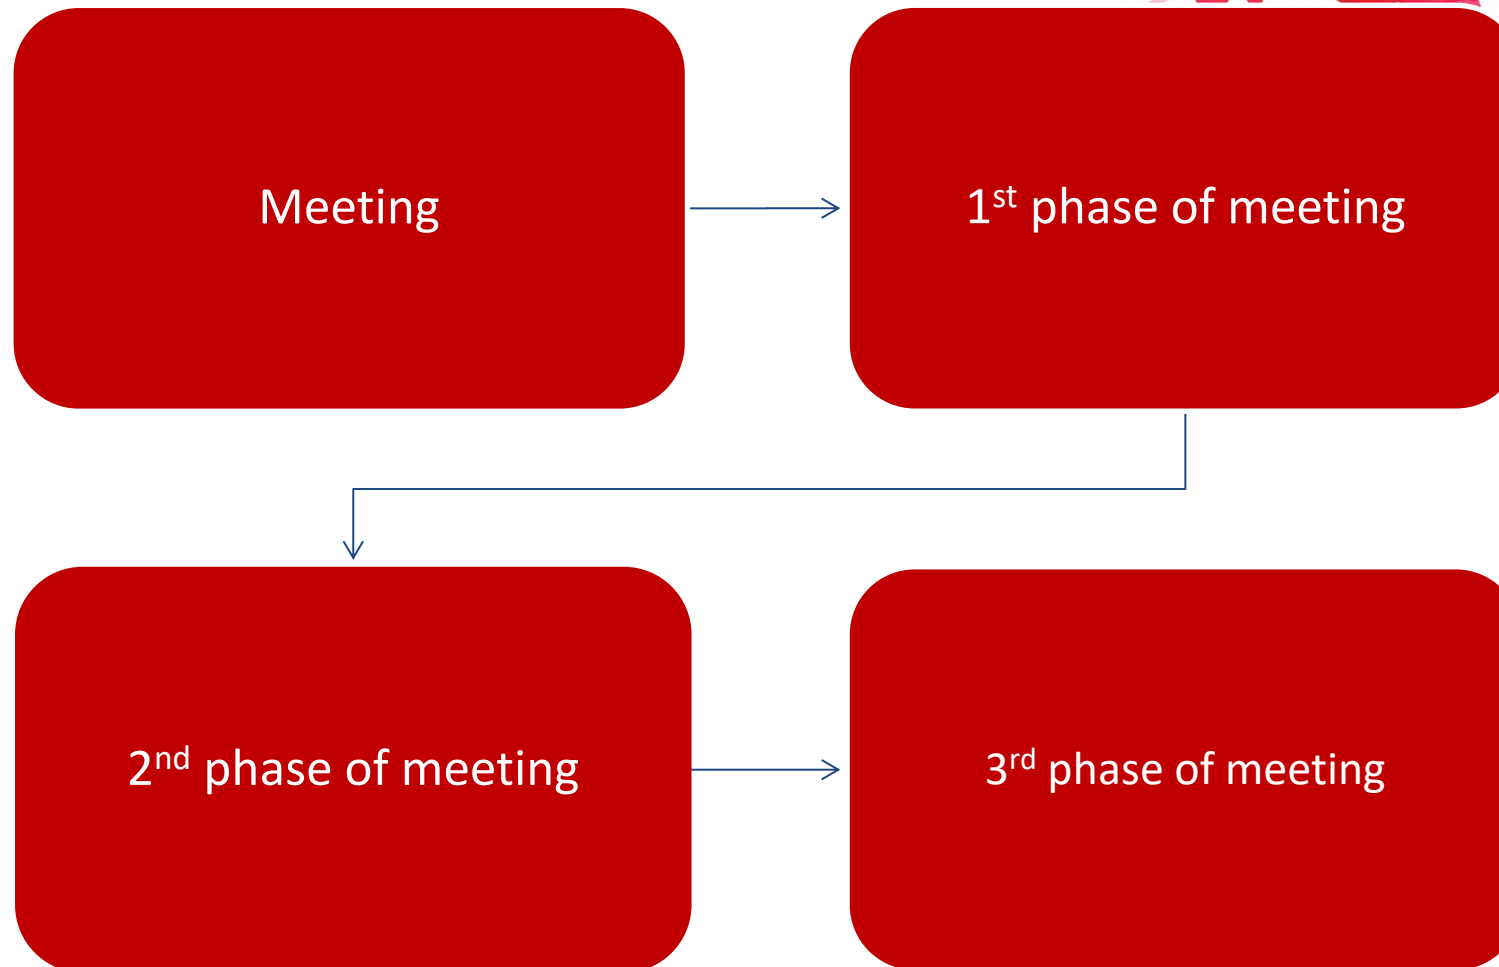 Meeting
1st phase of meeting
2nd phase of meeting
3rd phase of meeting